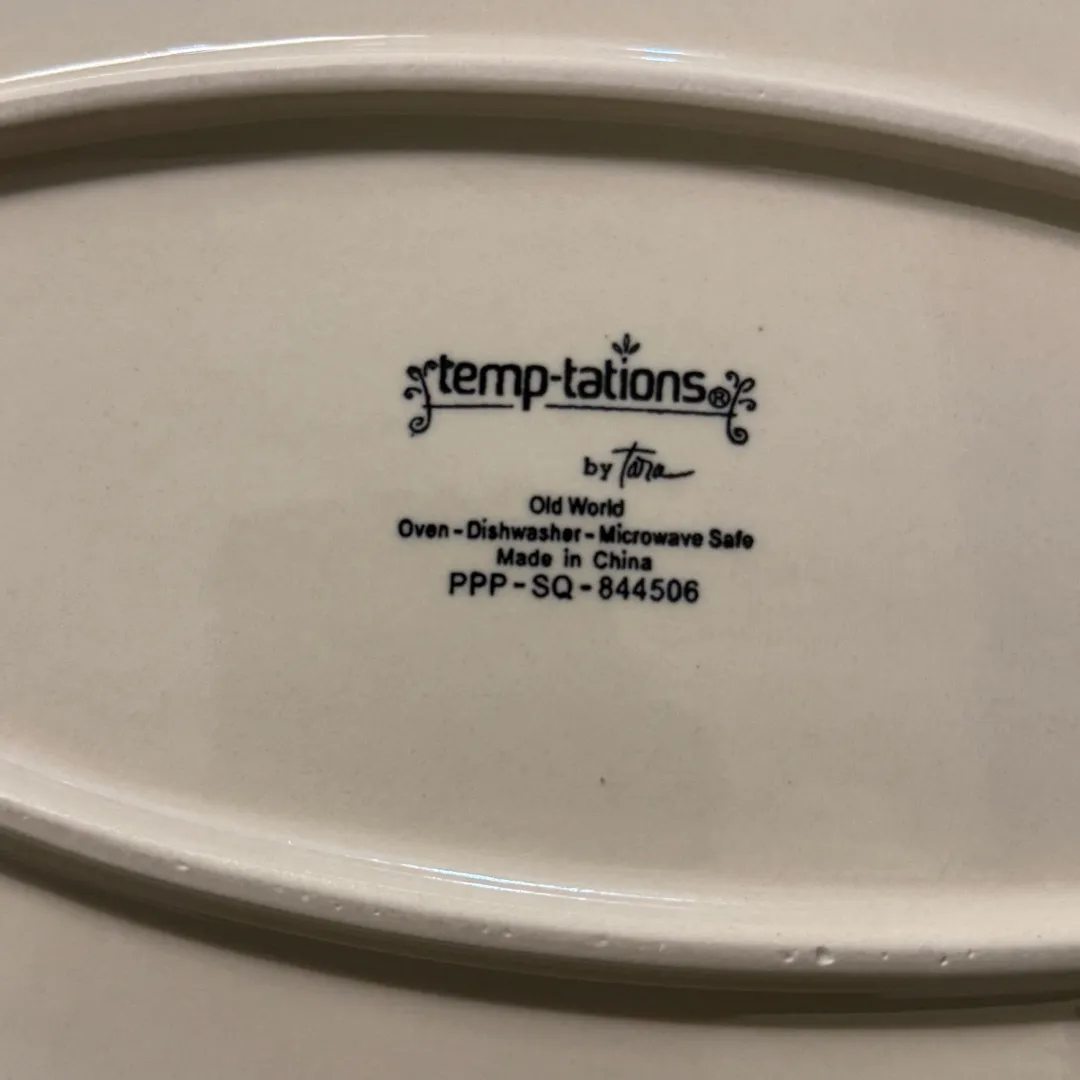 temp-tations®
by Tara
Old World
Oven-Dishwasher-Microwave Safe
Made in China
PPP-SQ-844506